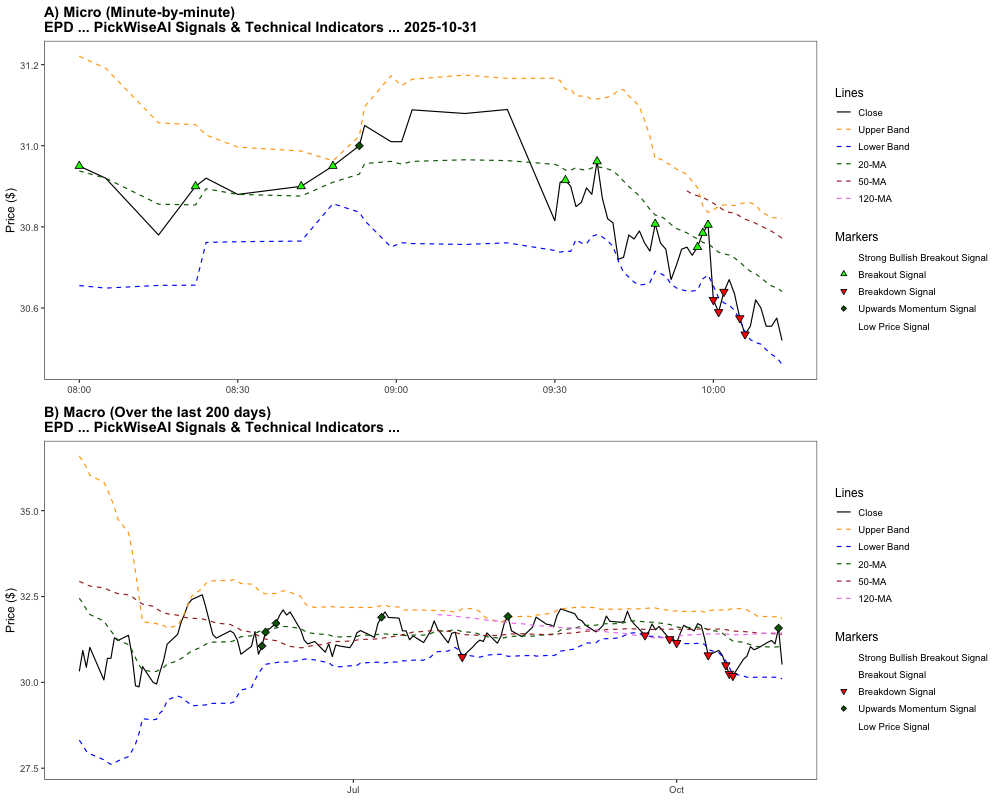 A) Micro (Minute-by-minute)
EPD ... PickWiseAI Signals & Technical Indicators ... 2025-10-31
Price ($)
31.2
31.0
30.8
30.6
08:00
08:30
09:00
09:30
10:00
Lines
Close
Upper Band
Lower Band
20-MA
50-MA
120-MA
Markers
Strong Bullish Breakout Signal
Breakout Signal
Breakdown Signal
Upwards Momentum Signal
Low Price Signal
B) Macro (Over the last 200 days)
EPD ... PickWiseAI Signals & Technical Indicators ...
Price ($)
35.0
32.5
30.0
27.5
Jul
Oct
Lines
Close
Upper Band
Lower Band
20-MA
50-MA
120-MA
Markers
Strong Bullish Breakout Signal
Breakout Signal
Breakdown Signal
Upwards Momentum Signal
Low Price Signal